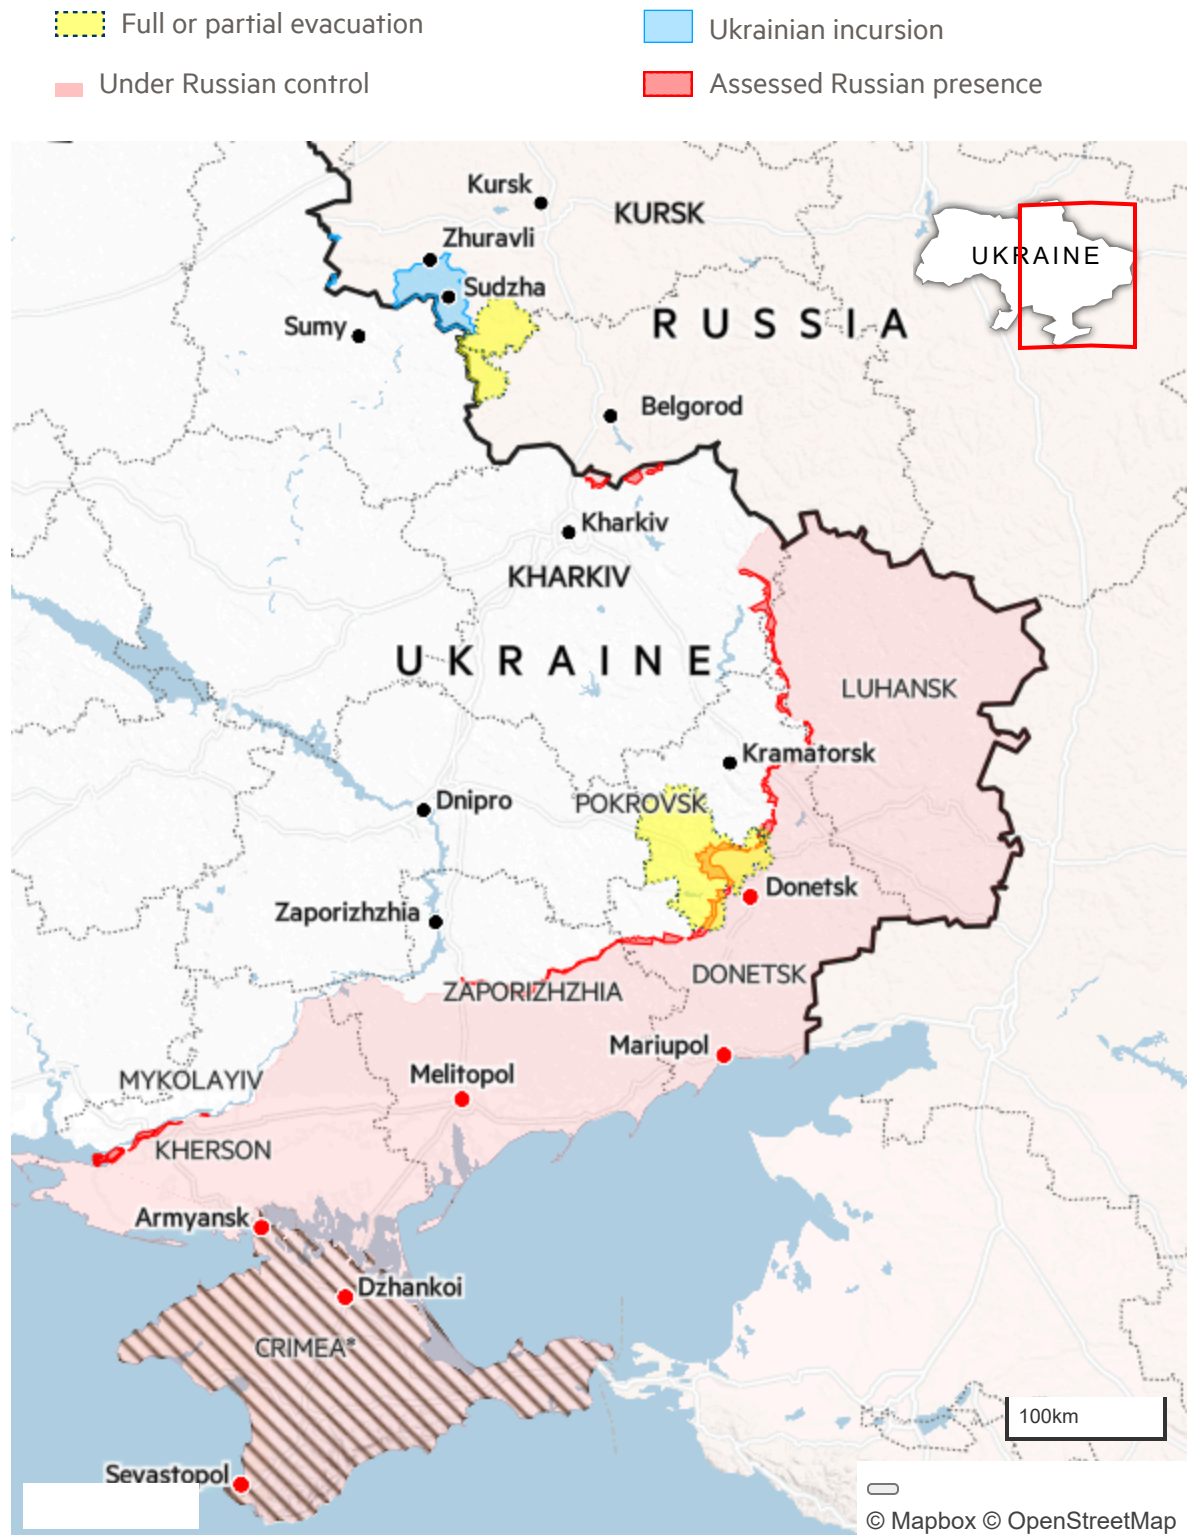 Full or partial evacuation
Ukrainian incursion
Under Russian control
Assessed Russian presence
Kursk
KURSK
Zhuravli
UKRAINE
Sudzha
Sumy
RUSSIA
Belgorod
Kharkiv
KHARKIV
UKRAINE
LUHANSK
Kramatorsk
Dnipro
POKROVSK
Donetsk
Zaporizhzhia
DONETSK
ZAPORIZHZHIA
Mariupol
Melitopol
MYKOLAYIV
KHERSON
Armyansk
Dzhankoi
CRIMEA*
100km
Sevastopol
© Mapbox © OpenStreetMap